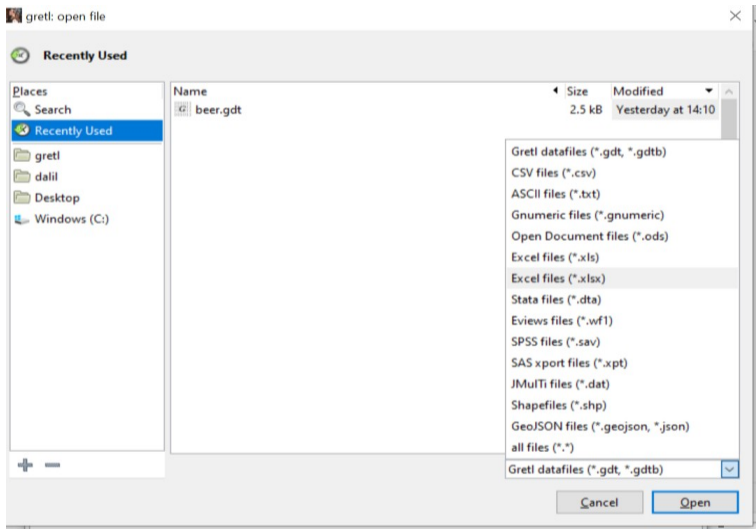 gretl: open file
Recently Used
Places
Search
Recently Used
gretl
dalil
Desktop
Windows (C:)
Name Size Modified
beer.gdt 2.5 kB Yesterday at 14:10
Gretl datafiles (*.gdt, *.gdtb)
CSV files (*.csv)
ASCII files (*.txt)
Gnumeric files (*.gnumeric)
Open Document files (*.ods)
Excel files (*.xls)
Excel files (*.xlsx)
Stata files (*.dta)
Eviews files (*.wf1)
SPSS files (*.sav)
SAS xport files (*.xpt)
JMulTi files (*.dat)
Shapefiles (*.shp)
GeoJSON files (*.geojson, *.json)
all files (*.*)
Gretl datafiles (*.gdt, *.gdtb)
Cancel Open